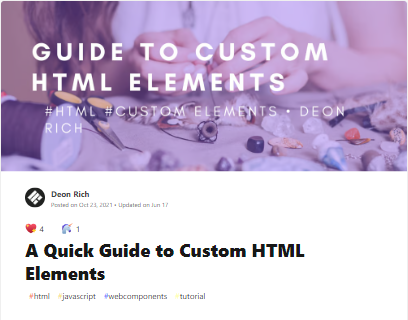 GUIDE TO CUSTOM
HTML ELEMENTS
#HTML #CUSTOM ELEMENTS • DEON
RICH
Deon Rich
Posted on Oct 23, 2021 • Updated on Jun 17
4 1
A Quick Guide to Custom HTML
Elements
#html #javascript #webcomponents tutorial